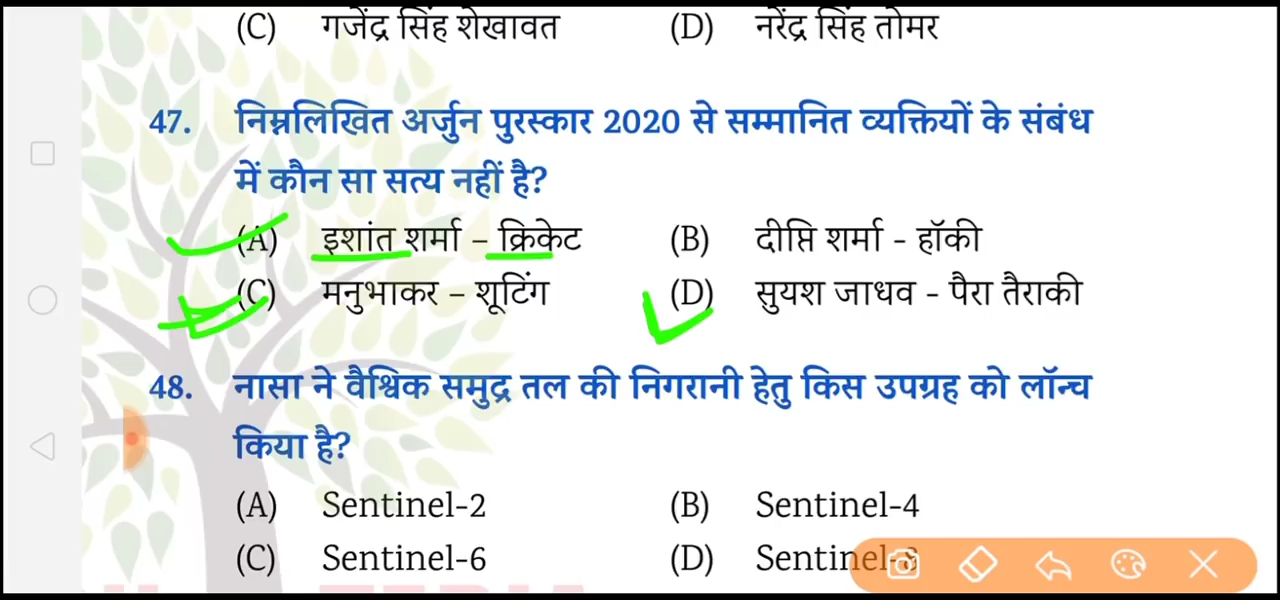 (C) गजेंद्र सिंह शेखावत (D) नरेंद्र सिंह तोमर
47. निम्नलिखित अर्जुन पुरस्कार 2020 से सम्मानित व्यक्तियों के संबंध
में कौन सा सत्य नहीं है?
(A) इशांत शर्मा – क्रिकेट (B) दीप्ति शर्मा - हॉकी
(C) मनुभाकर – शूटिंग (D) सुयश जाधव - पैरा तैराकी
48. नासा ने वैश्विक समुद्र तल की निगरानी हेतु किस उपग्रह को लॉन्च
किया है?
(A) Sentinel-2 (B) Sentinel-4
(C) Sentinel-6 (D) Sentinel-8